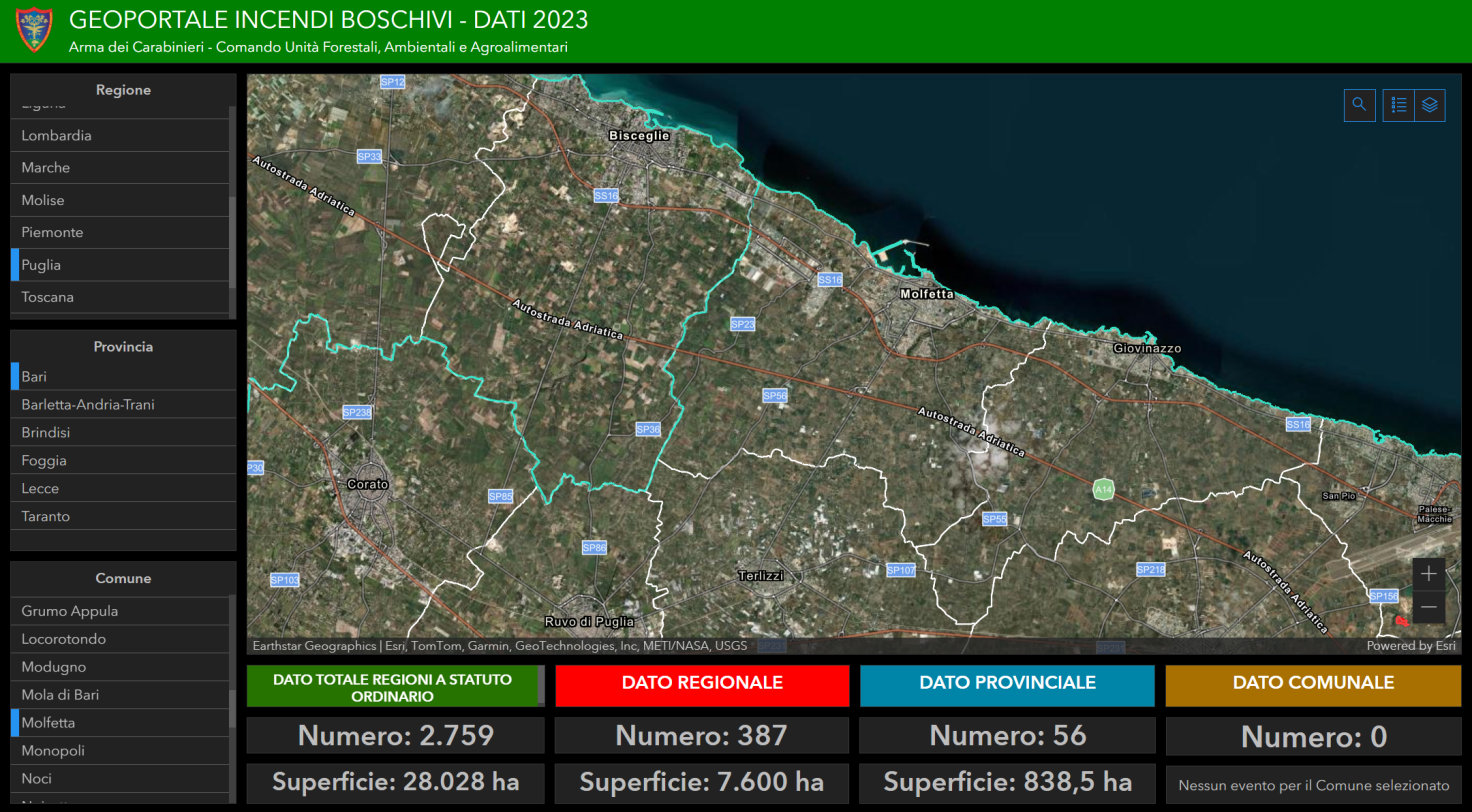 GEOPORTALE INCENDI BOSCHIVI - DATI 2023
Arma dei Carabinieri - Comando Unità Forestali, Ambientali e Agroalimentari
Regione
Liguria
Lombardia
Marche
Molise
Piemonte
Puglia
Toscana
Provincia
Bari
Barletta-Andria-Trani
Brindisi
Foggia
Lecce
Taranto
Comune
Grumo Appula
Locorotondo
Modugno
Mola di Bari
Molfetta
Monopoli
Noci
SP12
Bisceglie
SP33
Autostrada Adriatica
SS16
SS16
Molfetta
Autostrada Adriatica
SP23
Giovinazzo
SP56
SP238
Autostrada Adriatica
SS16
SP36
P30
Corato
SP85
A14
San Pio
Palese-
Macchie
SP55
SP86
Autostrada Adriatica
SP107
SP218
Terlizzi
SP103
SP156
Ruvo di Puglia
+
−
SP231
Earthstar Geographics | Esri, TomTom, Garmin, GeoTechnologies, Inc, METI/NASA, USGS
Powered by Esri
DATO TOTALE REGIONI A STATUTO
ORDINARIO
Numero: 2.759
Superficie: 28.028 ha
DATO REGIONALE
Numero: 387
Superficie: 7.600 ha
DATO PROVINCIALE
Numero: 56
Superficie: 838,5 ha
DATO COMUNALE
Numero: 0
Nessun evento per il Comune selezionato